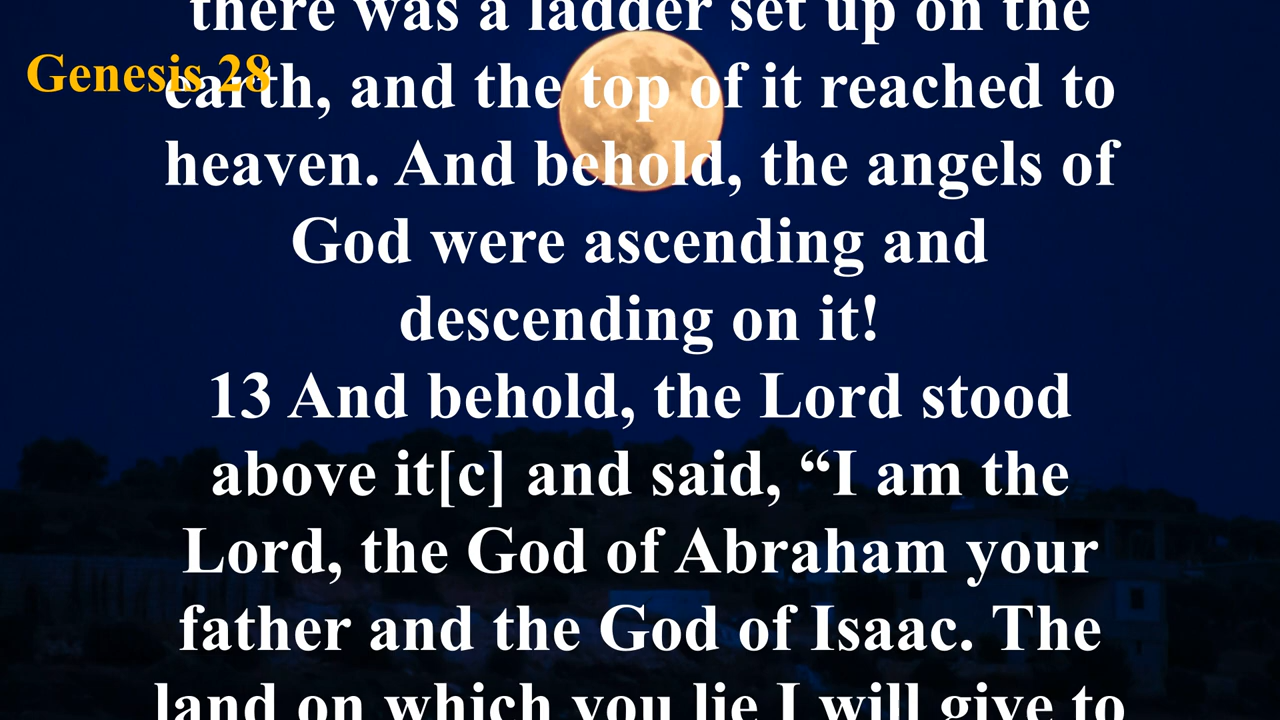 there was a ladder set up on the
Genesis 28
earth, and the top of it reached to
heaven. And behold, the angels of
God were ascending and
descending on it!
13 And behold, the Lord stood
above it[c] and said, “I am the
Lord, the God of Abraham your
father and the God of Isaac. The
land on which you lie I will give to